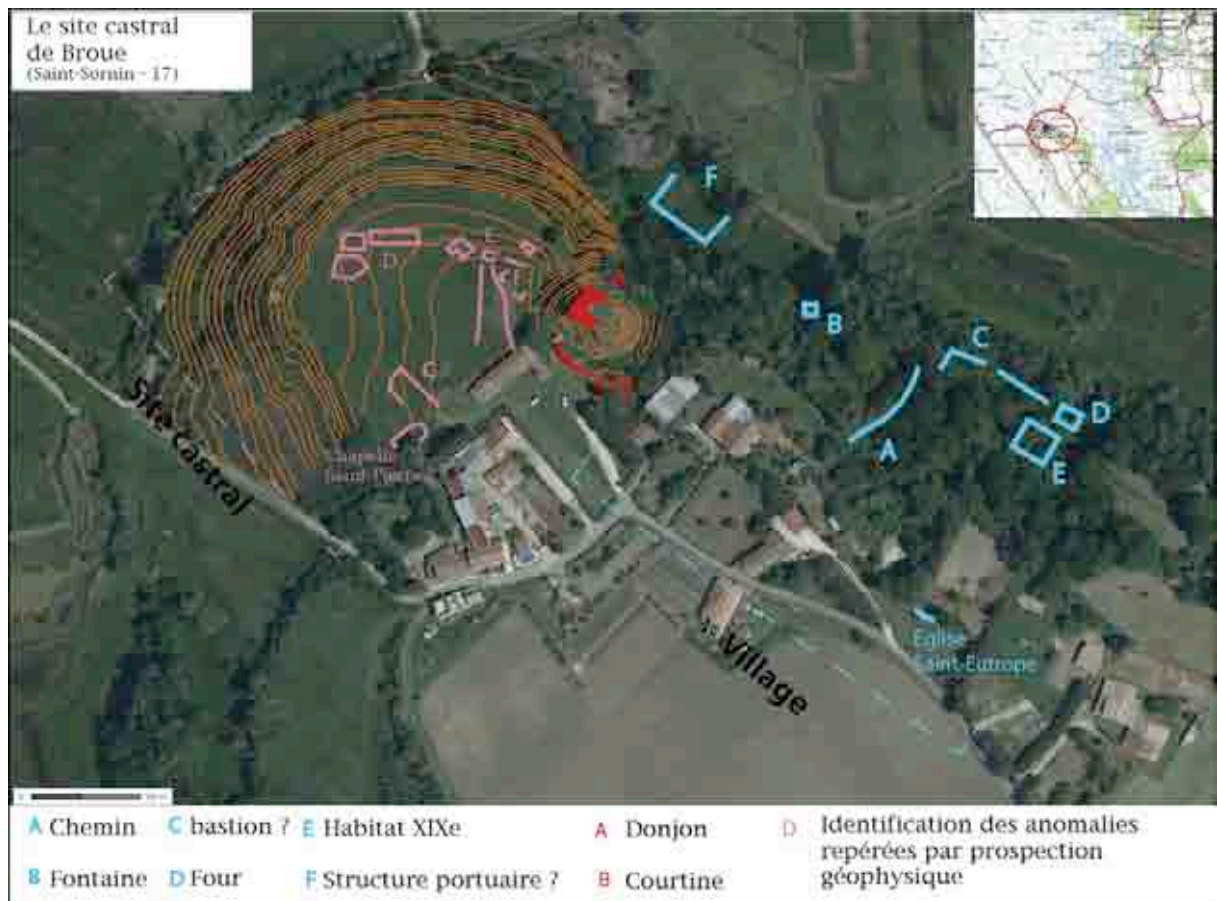 Le site castral
de Broue
(Saint-Sornin - 17)
F
E
D
B
C
C
D
A
E
Chapelle
Saint-Pierre
Site castral
Eglise
Saint-Eutrope
Village
A Chemin
C bastion ?
E Habitat XIXe
A Donjon
D Identification des anomalies
repérées par prospection
géophysique
B Fontaine
D Four
F Structure portuaire ?
B Courtine